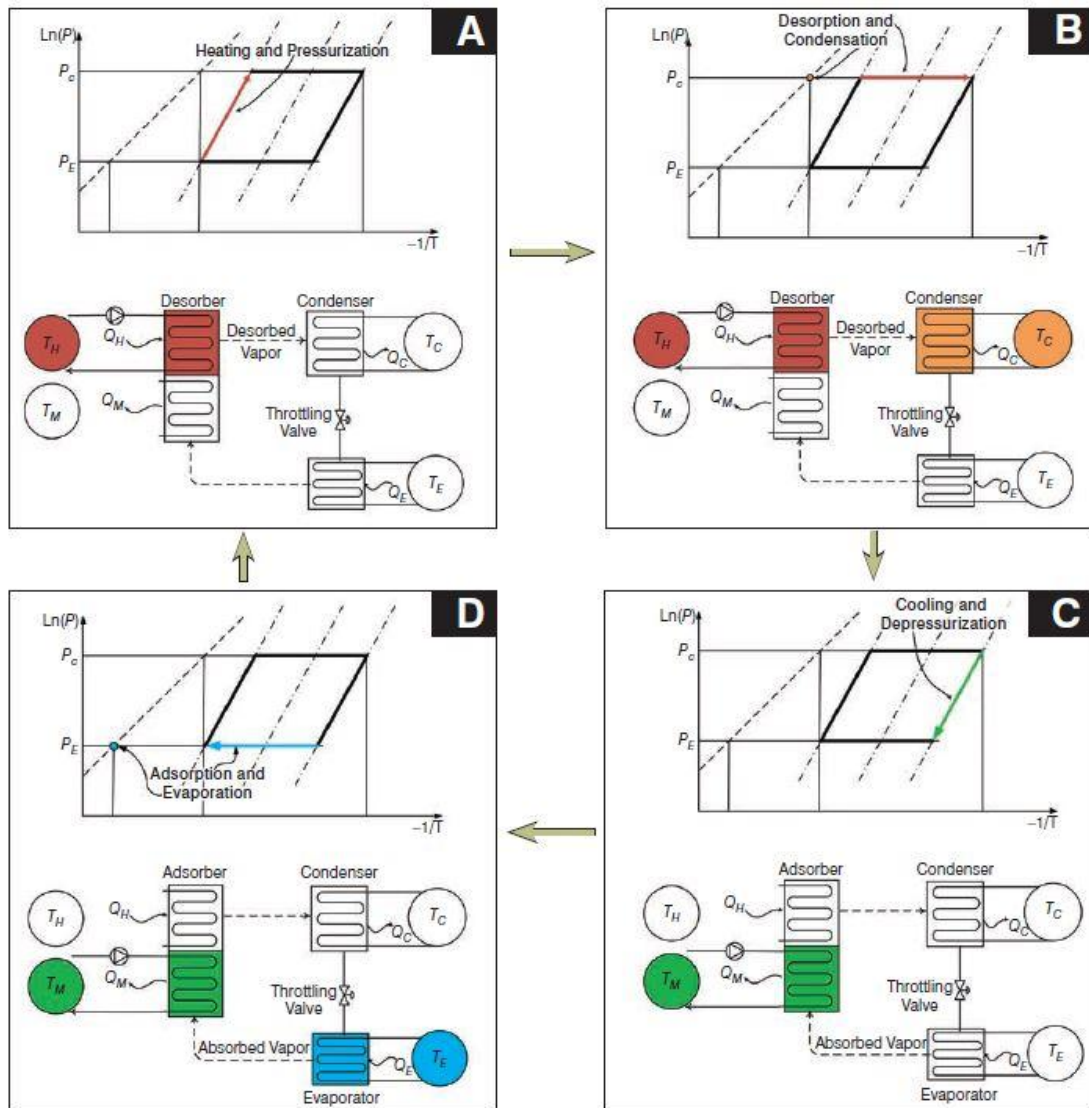 A
Ln(P)
Heating and Pressurization
Pc
PE
−1/T
Desorber
Condenser
TH
QH
Desorbed
Vapor
TC
QC
TM
QM
Throttling
Valve
QE
TE
B
Desorption and
Condensation
Ln(P)
Pc
PE
−1/T
Desorber
Condenser
TH
QH
Desorbed
Vapor
TC
QC
TM
QM
Throttling
Valve
QE
TE
D
Ln(P)
Pc
PE
Adsorption and
Evaporation
−1/T
Adsorber
Condenser
TH
QH
TC
QC
TM
QM
Throttling
Valve
Absorbed Vapor
QE
TE
Evaporator
C
Cooling and
Depressurization
Ln(P)
Pc
PE
−1/T
Adsorber
Condenser
TH
QH
TC
QC
TM
QM
Throttling
Valve
Absorbed Vapor
QE
TE
Evaporator